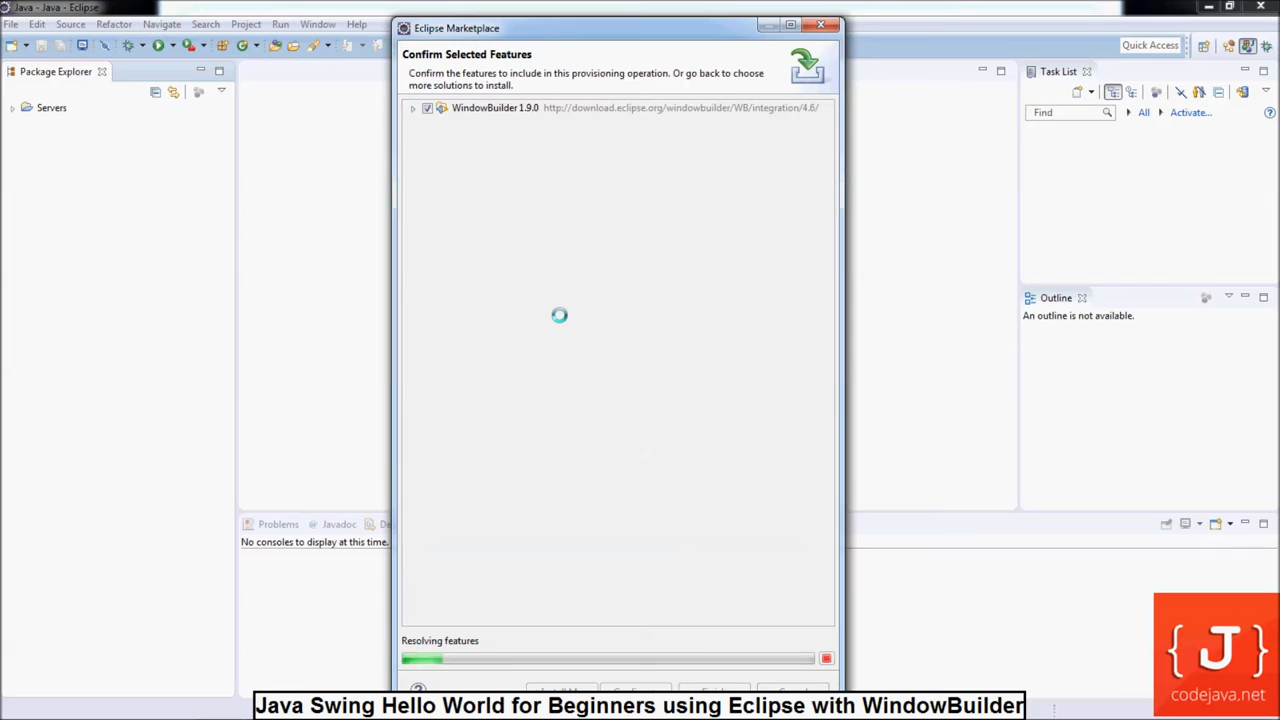 Java - Java - Eclipse
File Edit Source Refactor Navigate Search Project Run Window Help
Quick Access
Package Explorer
Servers
Eclipse Marketplace
Confirm Selected Features
Confirm the features to include in this provisioning operation. Or go back to choose
more solutions to install.
WindowBuilder 1.9.0 http://download.eclipse.org/windowbuilder/WB/integration/4.6/
Resolving features
Task List
Find All Activate...
Outline
An outline is not available.
Problems @ Javadoc
No consoles to display at this time.
{J}
codejava.net
Java Swing Hello World for Beginners using Eclipse with WindowBuilder